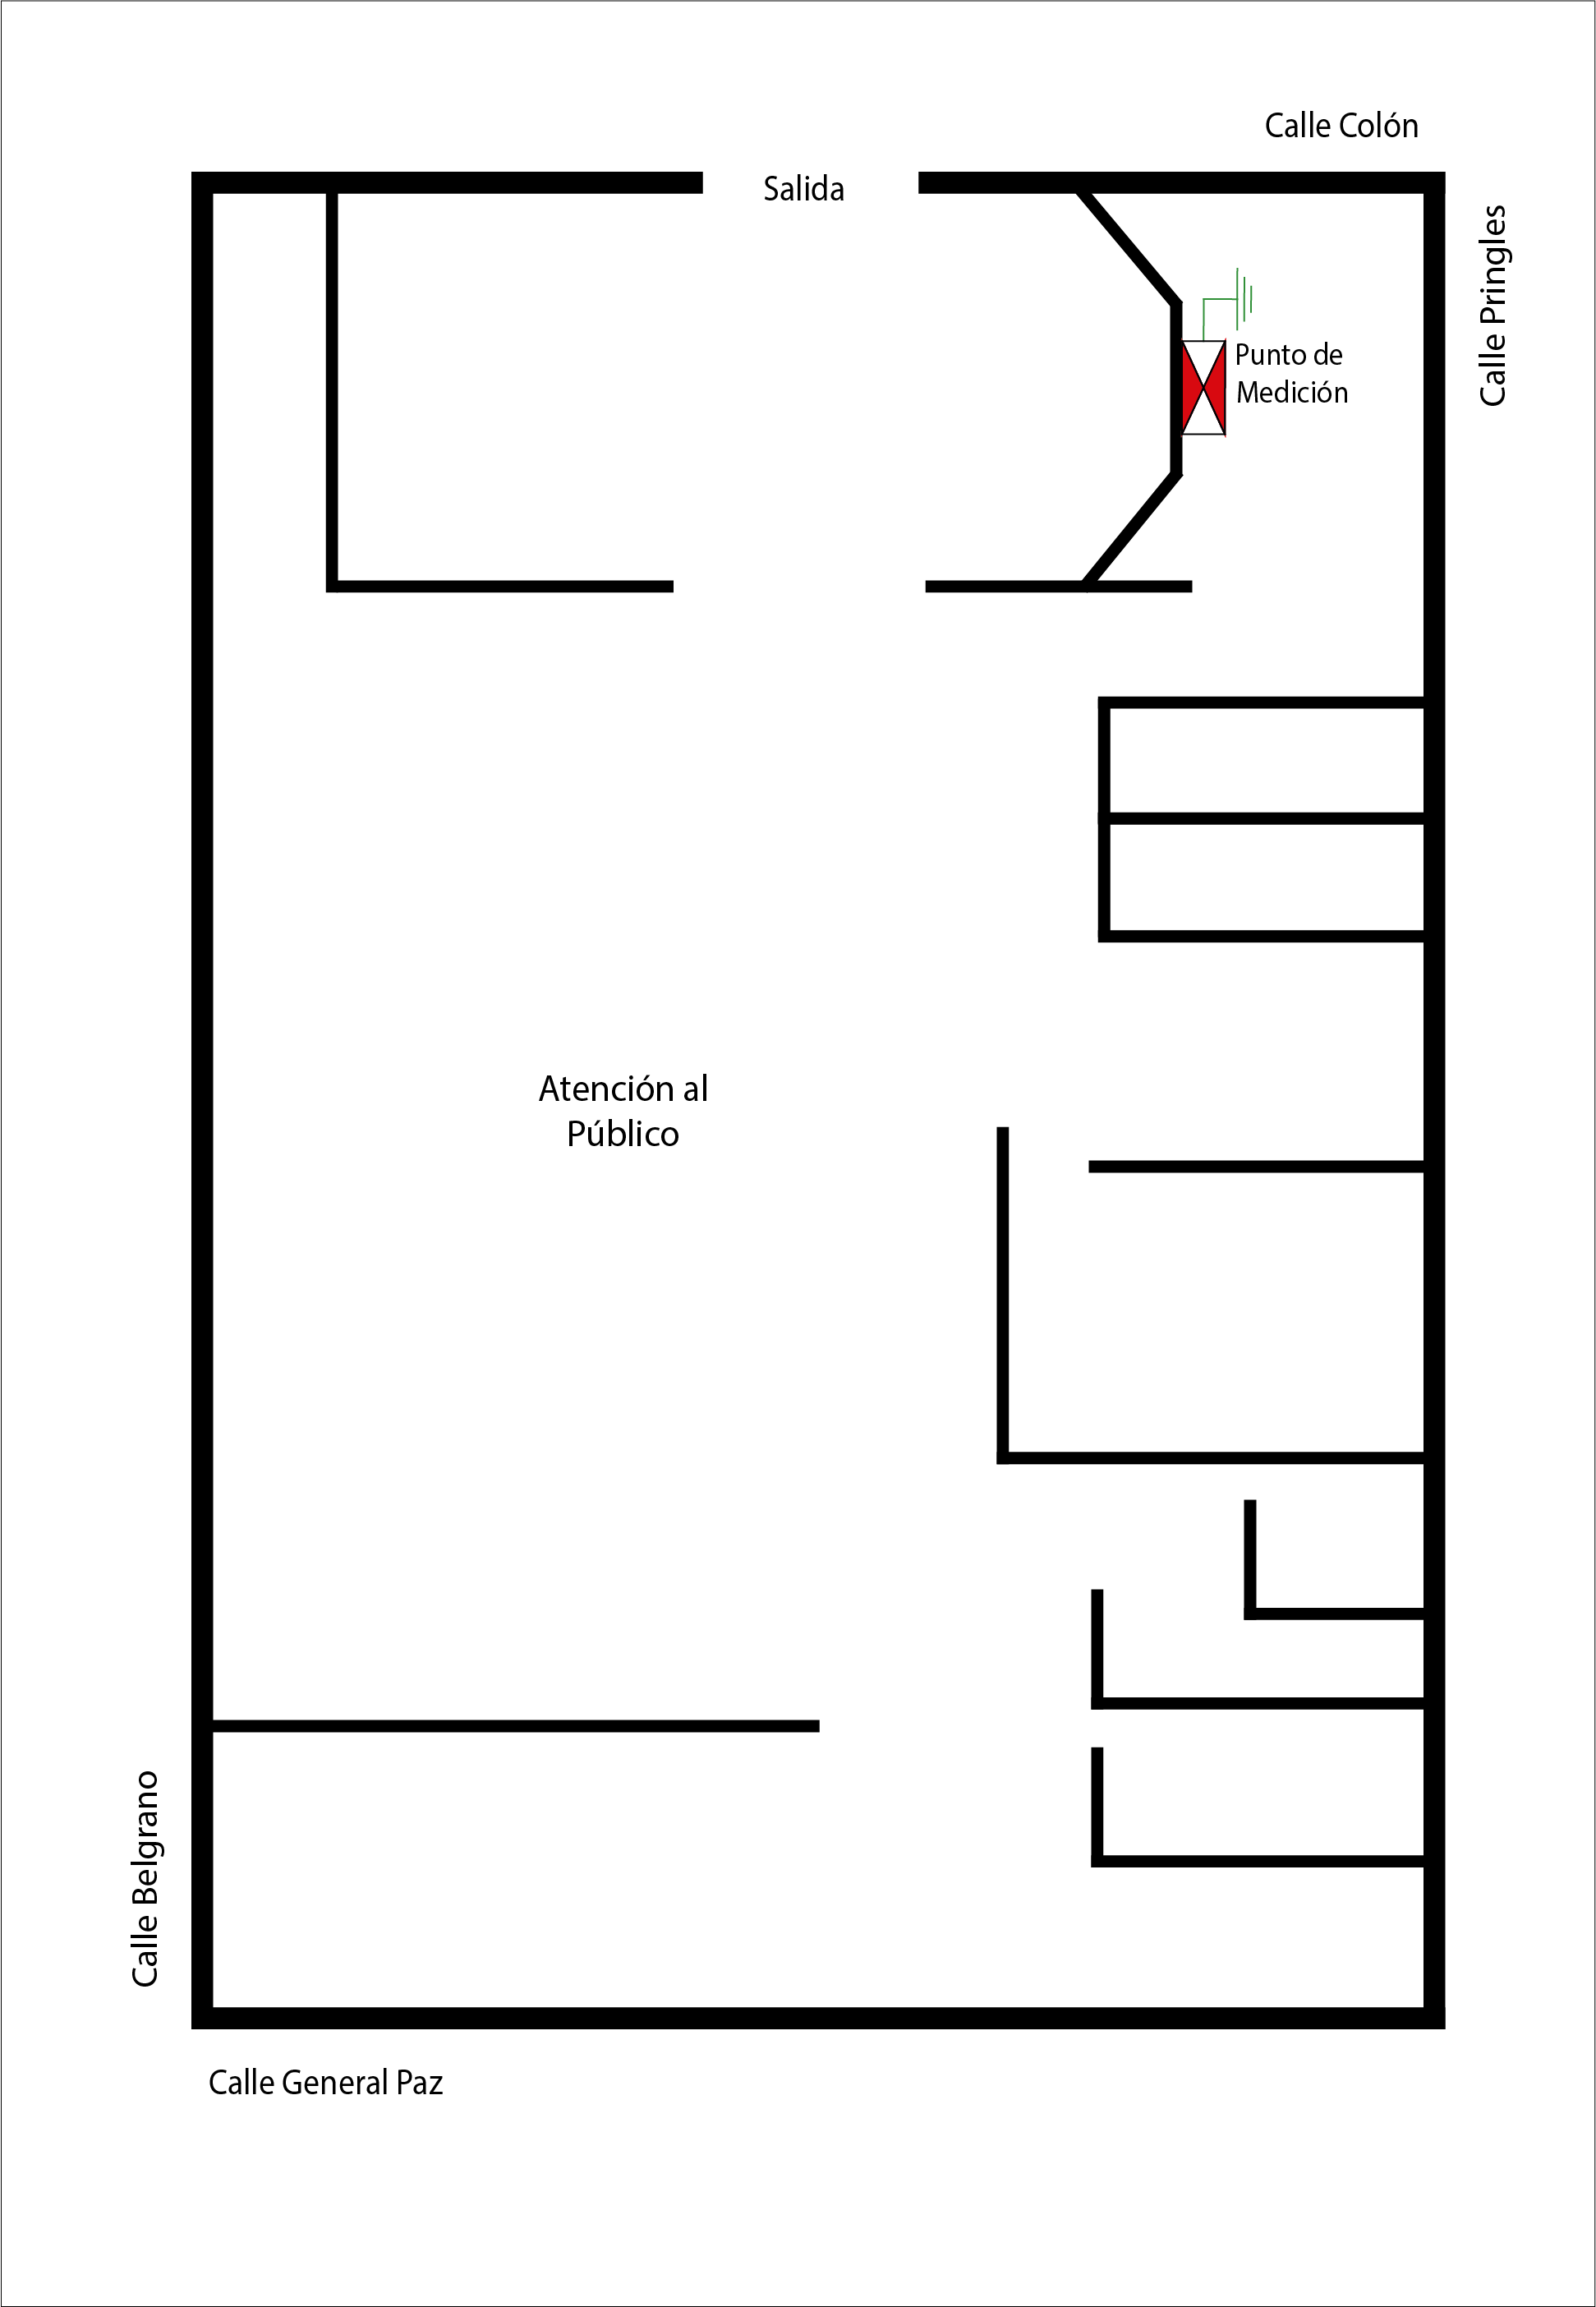 Calle Colón
Salida
Calle Pringles
Punto de
Medición
Atención al
Público
Calle Belgrano
Calle General Paz